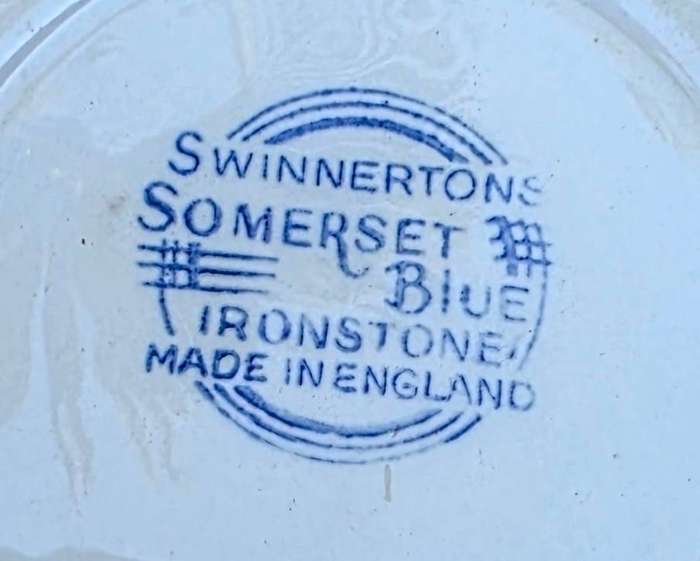 SWINNERTONS
SOMERSET
BLUE
IRONSTONE
MADE IN ENGLAND